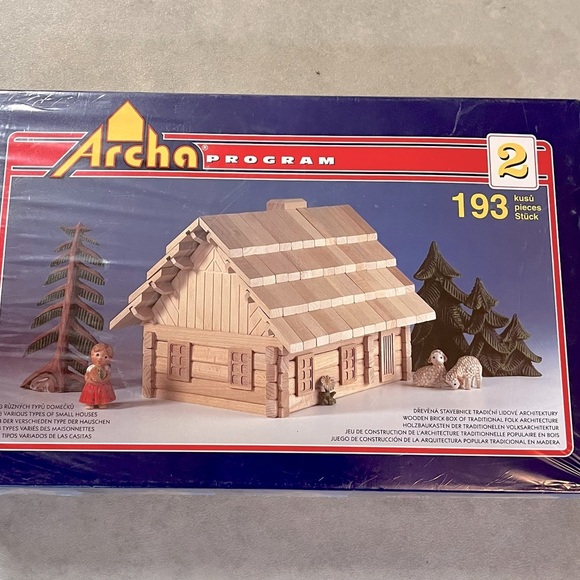 Archa® PROGRAM
2
193 kusů
pieces
Stück
RŮZNÝCH TYPŮ DOMEČKŮ
VARIOUS TYPES OF SMALL HOUSES
DER VERSCHIEDEN TYPE DER HAUSCHEN
TYPES VARIÉS DES MAISONNETTES
TIPOS VARIADOS DE LAS CASITAS
DŘEVĚNÁ STAVEBNICE TRADIČNÍ LIDOVÉ ARCHITEKTURY
WOODEN BRICK BOX OF TRADITIONAL FOLK ARCHITECTURE
HOLZBAUKASTEN DER TRADITIONELEN VOLKSARCHITEKTUR
JEU DE CONSTRUCTION DE L'ARCHITECTURE TRADITIONNELLE POPULAIRE EN BOIS
JUEGO DE CONSTRUCCIÓN DE LA ARQUITECTURA POPULAR TRADICIONAL EN MADERA